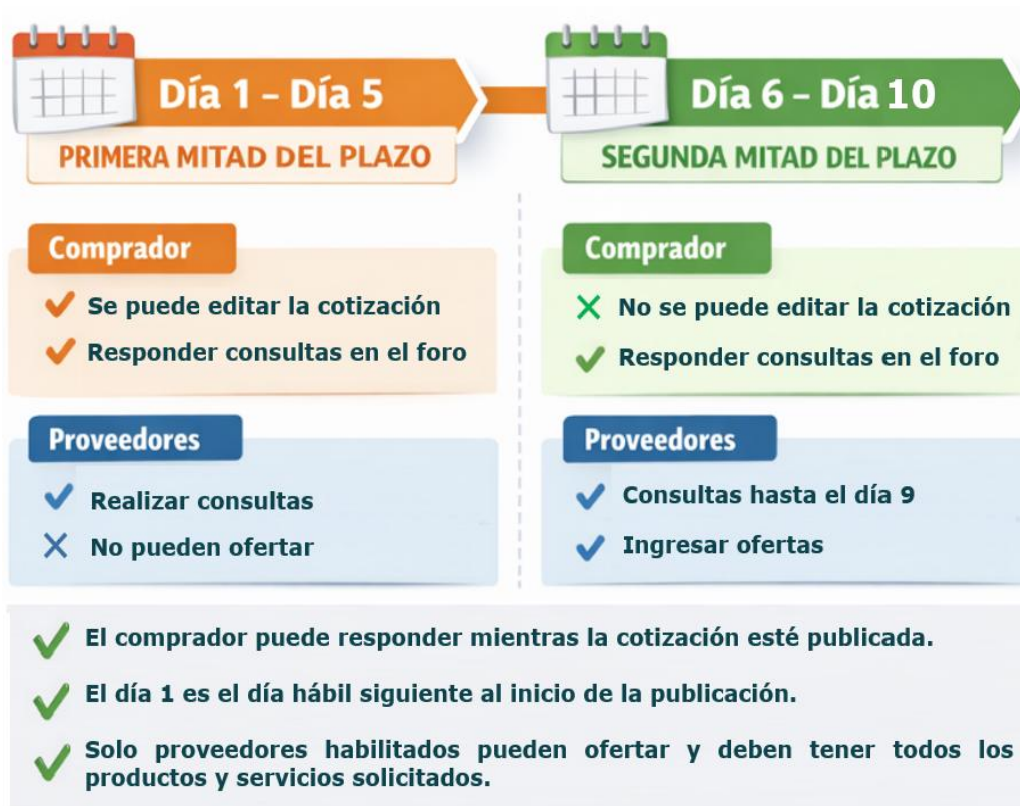 Día 1 – Día 5
PRIMERA MITAD DEL PLAZO
Comprador
Se puede editar la cotización
Responder consultas en el foro
Proveedores
Realizar consultas
No pueden ofertar
Día 6 – Día 10
SEGUNDA MITAD DEL PLAZO
Comprador
No se puede editar la cotización
Responder consultas en el foro
Proveedores
Consultas hasta el día 9
Ingresar ofertas
El comprador puede responder mientras la cotización esté publicada.
El día 1 es el día hábil siguiente al inicio de la publicación.
Solo proveedores habilitados pueden ofertar y deben tener todos los
productos y servicios solicitados.